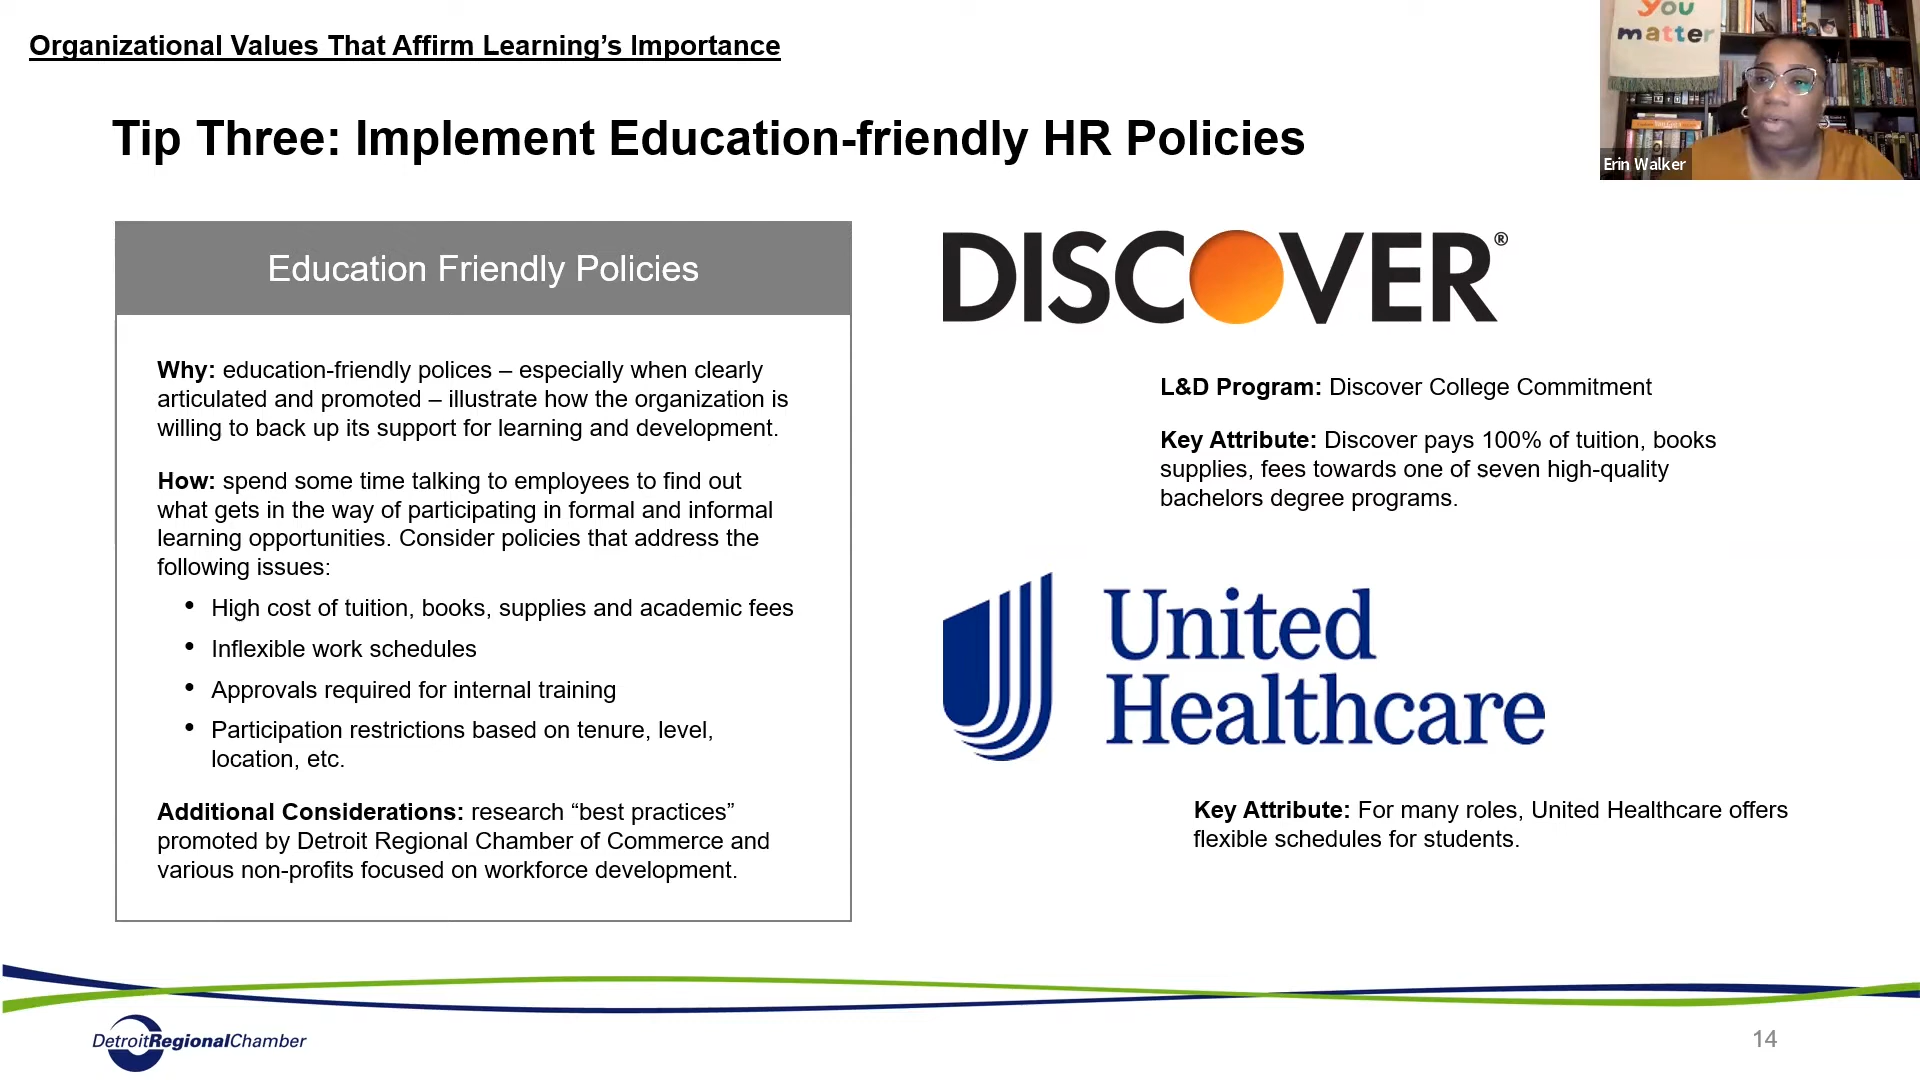 Organizational Values That Affirm Learning’s Importance
Tip Three: Implement Education-friendly HR Policies
you
matter
Erin Walker
Education Friendly Policies
Why: education-friendly polices – especially when clearly
articulated and promoted – illustrate how the organization is
willing to back up its support for learning and development.
How: spend some time talking to employees to find out
what gets in the way of participating in formal and informal
learning opportunities. Consider policies that address the
following issues:
• High cost of tuition, books, supplies and academic fees
• Inflexible work schedules
• Approvals required for internal training
• Participation restrictions based on tenure, level,
location, etc.
Additional Considerations: research “best practices”
promoted by Detroit Regional Chamber of Commerce and
various non-profits focused on workforce development.
DISCOVER®
L&D Program: Discover College Commitment
Key Attribute: Discover pays 100% of tuition, books
supplies, fees towards one of seven high-quality
bachelors degree programs.
United
Healthcare
Key Attribute: For many roles, United Healthcare offers
flexible schedules for students.
DetroitRegionalChamber
14